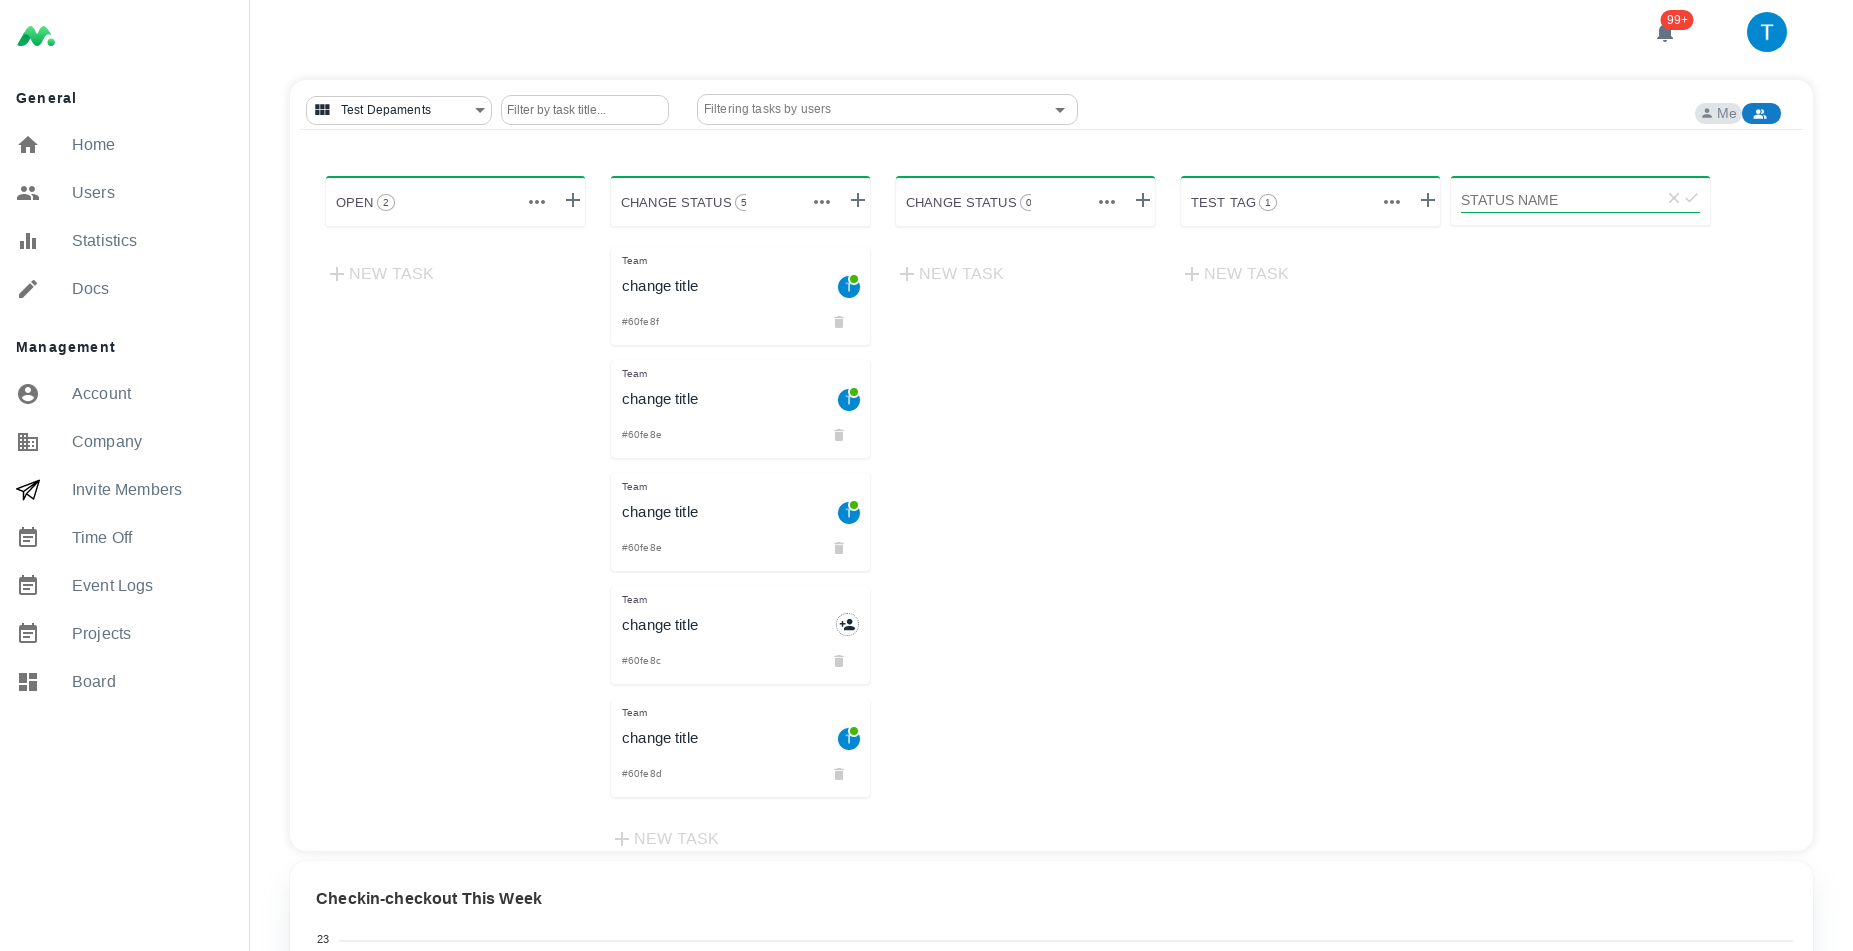 99+
T
General
Home
Users
Statistics
Docs
Management
Account
Company
Invite Members
Time Off
Event Logs
Projects
Board
Test Depaments
Filter by task title...
Filtering tasks by users
Me
OPEN 2
CHANGE STATUS 5
CHANGE STATUS 0
TEST TAG 1
STATUS NAME
NEW TASK
Team
change title
T
#60fe8f
Team
change title
T
#60fe8e
Team
change title
T
#60fe8e
Team
change title
#60fe8c
Team
change title
T
#60fe8d
NEW TASK
NEW TASK
NEW TASK
Checkin-checkout This Week
23